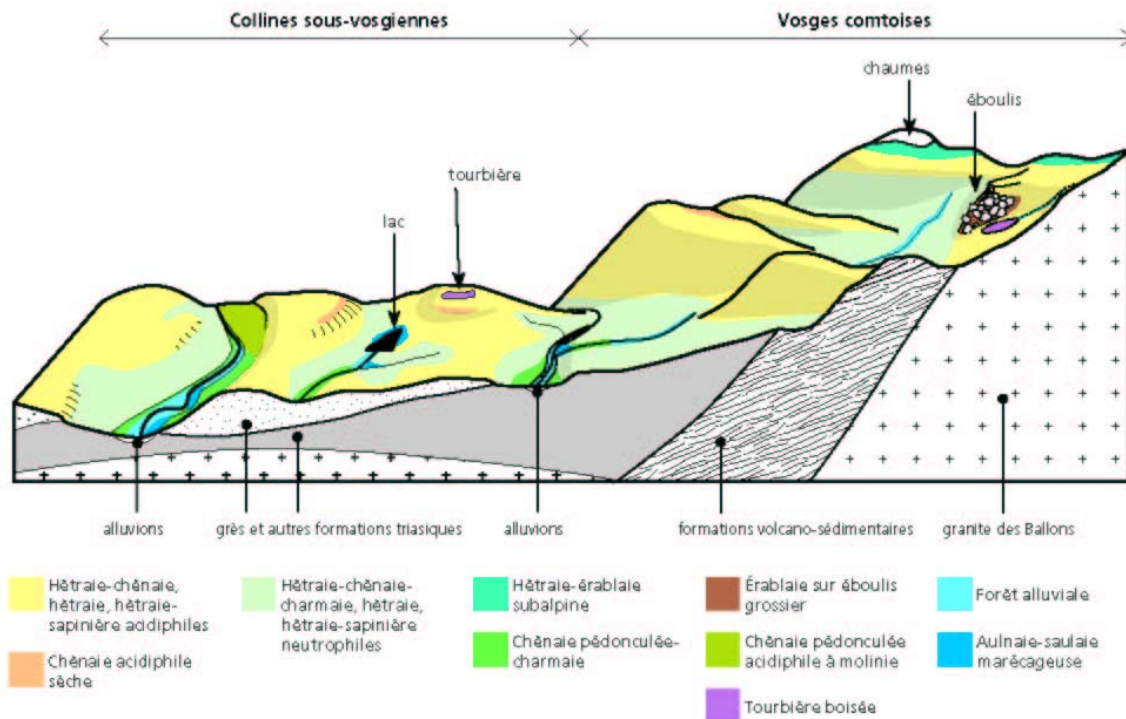 Collines sous-vosgiennes
Vosges comtoises
chaumes
éboulis
tourbière
lac
alluvions
grès et autres formations triasiques
alluvions
formations volcano-sédimentaires
granite des Ballons
Hêtraie-chênaie,
hêtraie, hêtraie-
sapinière acidiphiles
Chênaie acidiphile
sèche
Hêtraie-chênaie-
charmaie, hêtraie,
hêtraie-sapinière
neutrophiles
Hêtraie-érablaie
subalpine
Chênaie pédonculée-
charmaie
Érablaie sur éboulis
grossier
Chênaie pédonculée
acidiphile à molinie
Tourbière boisée
Forêt alluviale
Aulnaie-saulaie
marécageuse